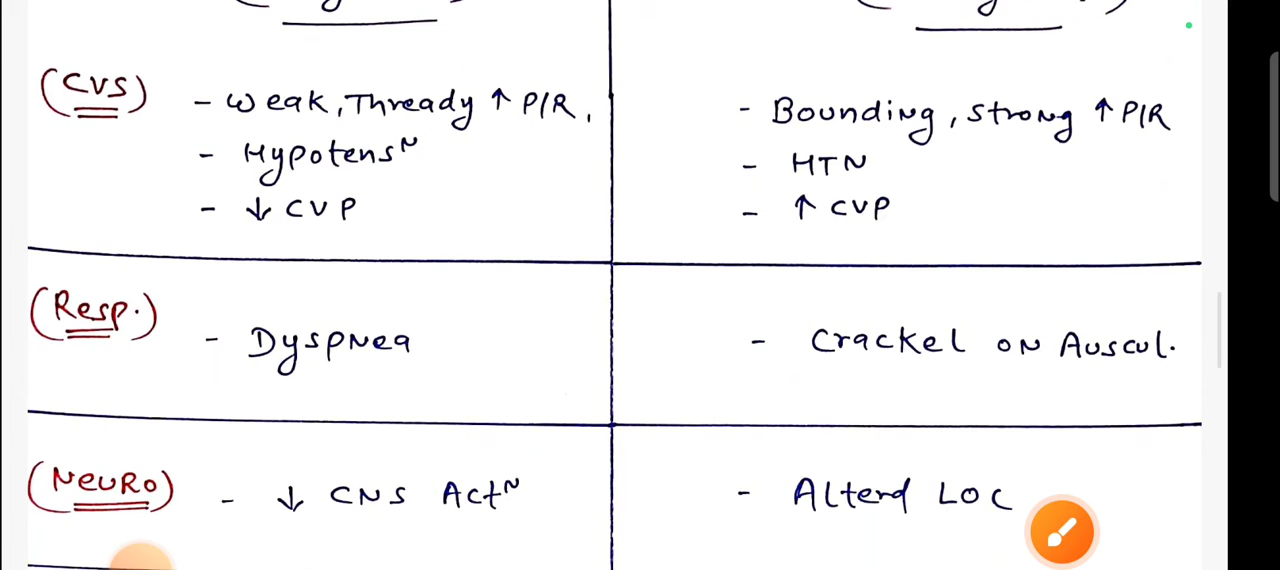 (CVS)
- Weak, Thready ↑ P/R,
- Hypotensᴺ
- ↓ CVP
- Bounding, Strong ↑ P/R
- HTN
- ↑ CVP
(Resp.)
- Dyspnea
- Crackel on Auscul.
(Neuro)
- ↓ CNS Actᴺ
- Alterd LOC